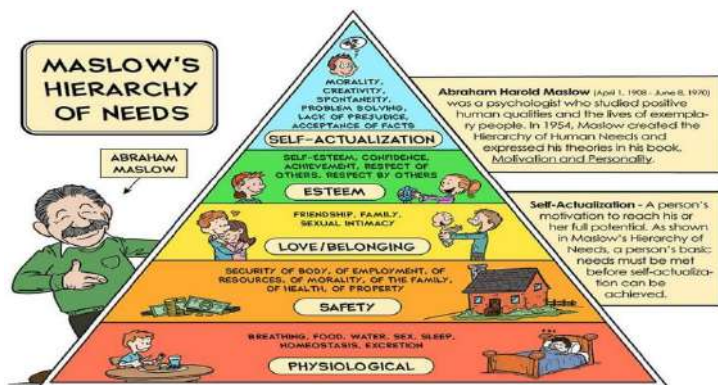 MASLOW'S
HIERARCHY
OF NEEDS
ABRAHAM
MASLOW
MORALITY,
CREATIVITY,
SPONTANEITY,
PROBLEM SOLVING,
LACK OF PREJUDICE,
ACCEPTANCE OF FACTS
SELF-ACTUALIZATION
SELF-ESTEEM, CONFIDENCE,
ACHIEVEMENT, RESPECT OF
OTHERS, RESPECT BY OTHERS
ESTEEM
FRIENDSHIP, FAMILY,
SEXUAL INTIMACY
LOVE/BELONGING
SECURITY OF BODY, OF EMPLOYMENT, OF
RESOURCES, OF MORALITY, OF THE FAMILY,
OF HEALTH, OF PROPERTY
SAFETY
BREATHING, FOOD, WATER, SEX, SLEEP,
HOMEOSTASIS, EXCRETION
PHYSIOLOGICAL
Abraham Harold Maslow (April 1, 1908 - June 8, 1970)
was a psychologist who studied positive
human qualities and the lives of exempla-
ry people. In 1954, Maslow created the
Hierarchy of Human Needs and
expressed his theories in his book,
Motivation and Personality.
Self-Actualization - A person's
motivation to reach his or
her full potential. As shown
in Maslow's Hierarchy of
Needs, a person's basic
needs must be met
before self-actualiza-
tion can be
achieved.